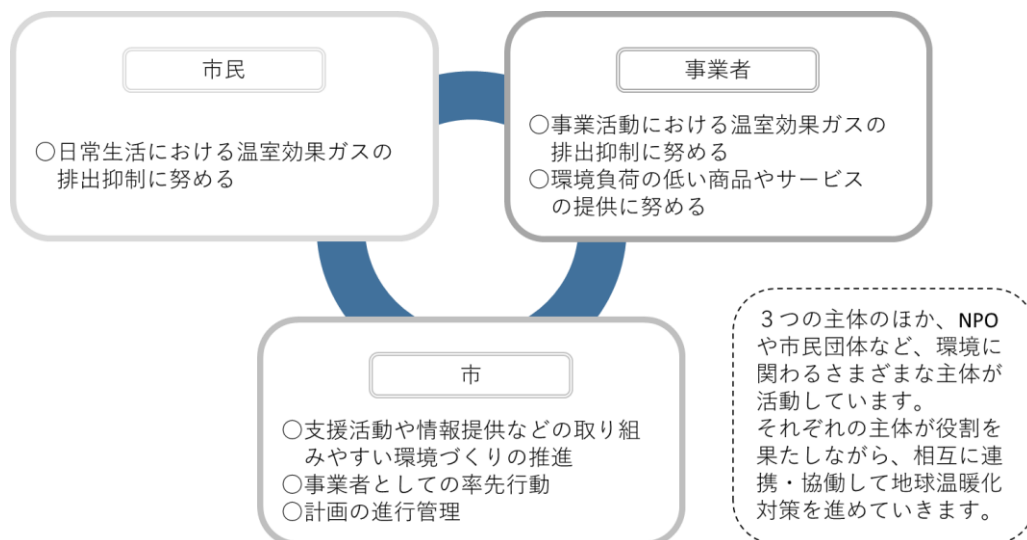 市民
○日常生活における温室効果ガスの
排出抑制に努める
事業者
○事業活動における温室効果ガスの
排出抑制に努める
○環境負荷の低い商品やサービス
の提供に努める
市
○支援活動や情報提供などの取り組
みやすい環境づくりの推進
○事業者としての率先行動
○計画の進行管理
３つの主体のほか、NPO
や市民団体など、環境に
関わるさまざまな主体が
活動しています。
それぞれの主体が役割を
果たしながら、相互に連
携・協働して地球温暖化
対策を進めていきます。